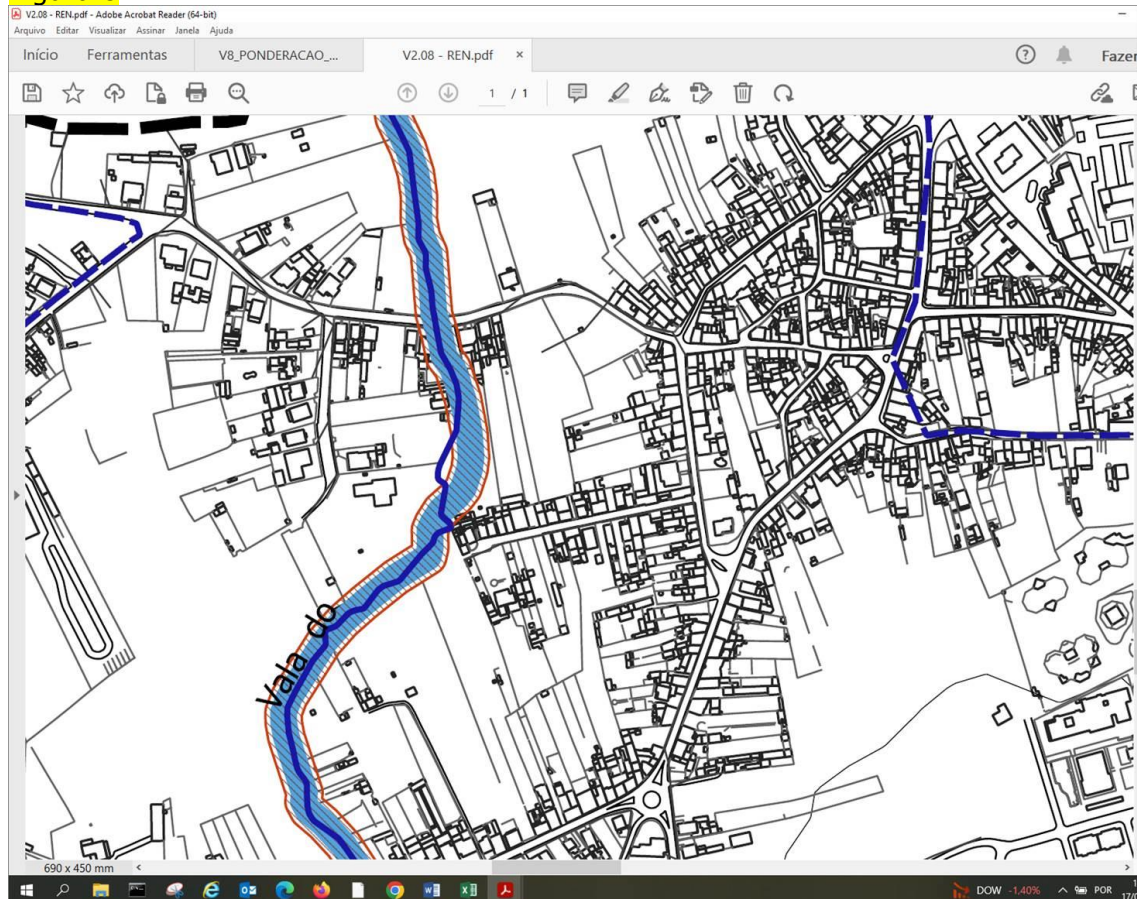 V2.08 - REN.pdf - Adobe Acrobat Reader (64-bit)
Arquivo Editar Visualizar Assinar Janela Ajuda
Início Ferramentas V8_PONDERACAO_... V2.08 - REN.pdf ×
1 / 1
Vala do
690 x 450 mm
DOW -1,40% POR